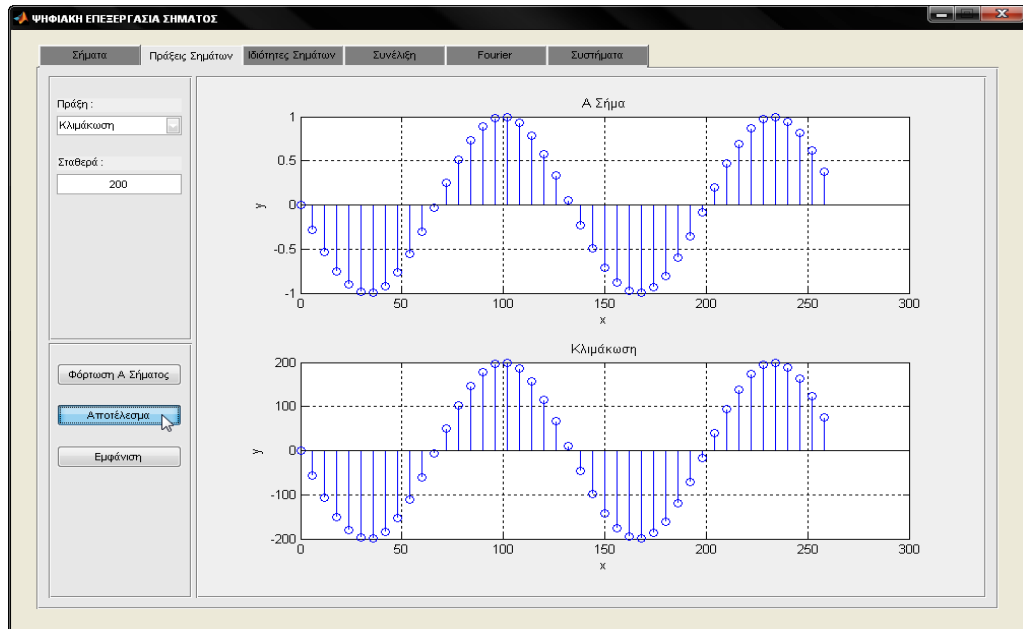 ΨΗΦΙΑΚΗ ΕΠΕΞΕΡΓΑΣΙΑ ΣΗΜΑΤΟΣ
Σήματα Πράξεις Σημάτων Ιδιότητες Σημάτων Συνέλιξη Fourier Συστήματα
Πράξη :
Κλιμάκωση
Σταθερά :
200
Φόρτωση Α Σήματος
Αποτέλεσμα
Εμφάνιση
Α Σήμα
1
0.5
0
-0.5
-1
y
0 50 100 150 200 250 300
x
Κλιμάκωση
200
100
0
-100
-200
y
0 50 100 150 200 250 300
x